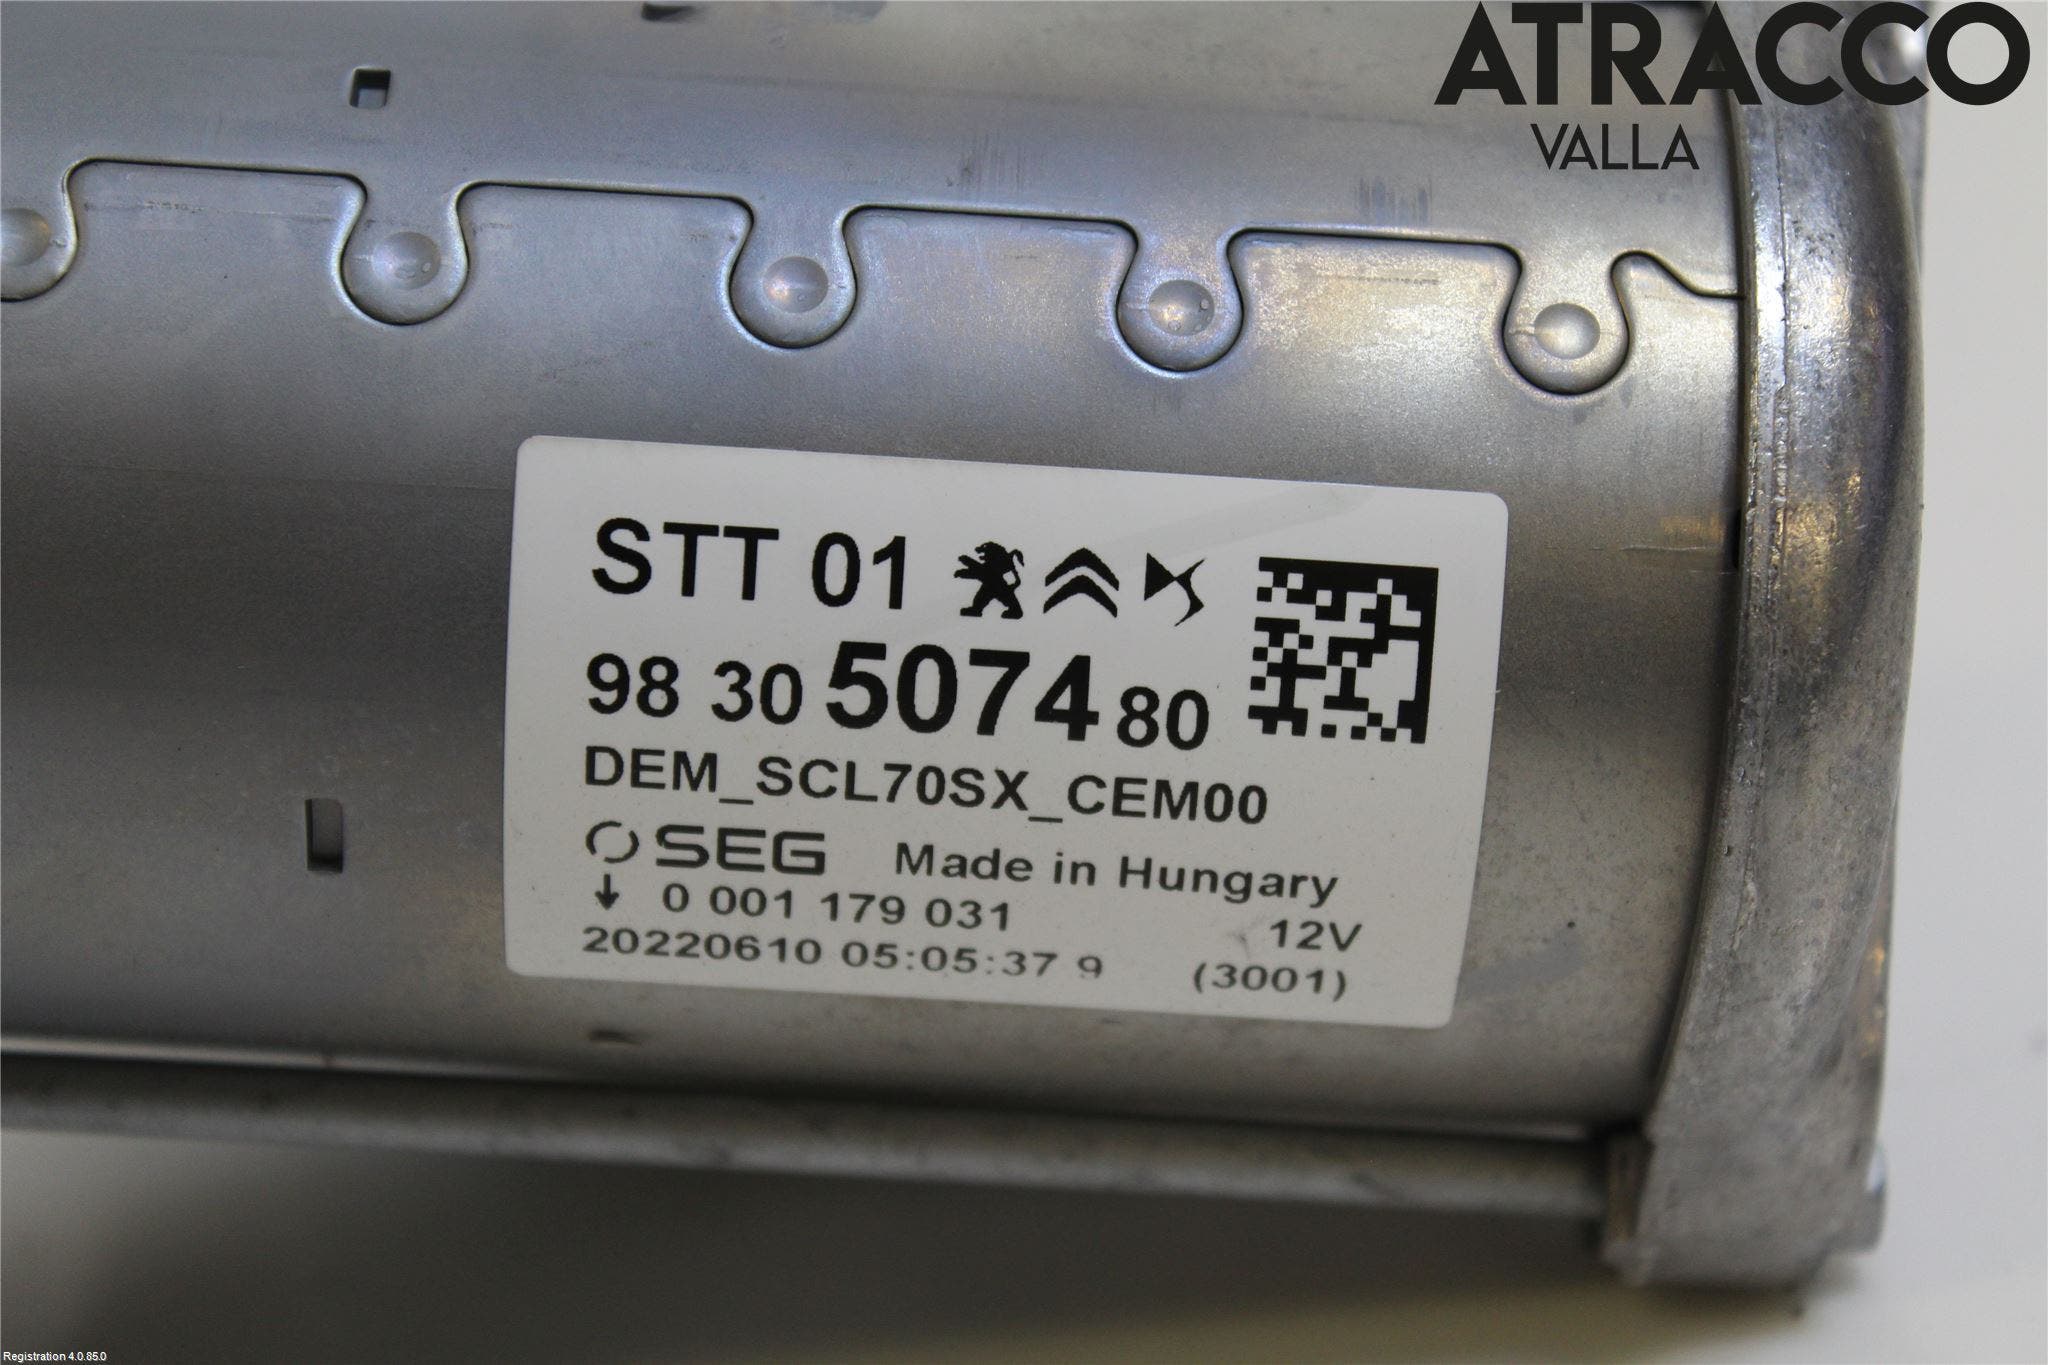 ATRACCO
VALLA
STT 01
98 30 5074 80
DEM_SCL70SX_CEM00
SEG Made in Hungary
0 001 179 031 12V
20220610 05:05:37 9 (3001)
Registration 4.0.85.0